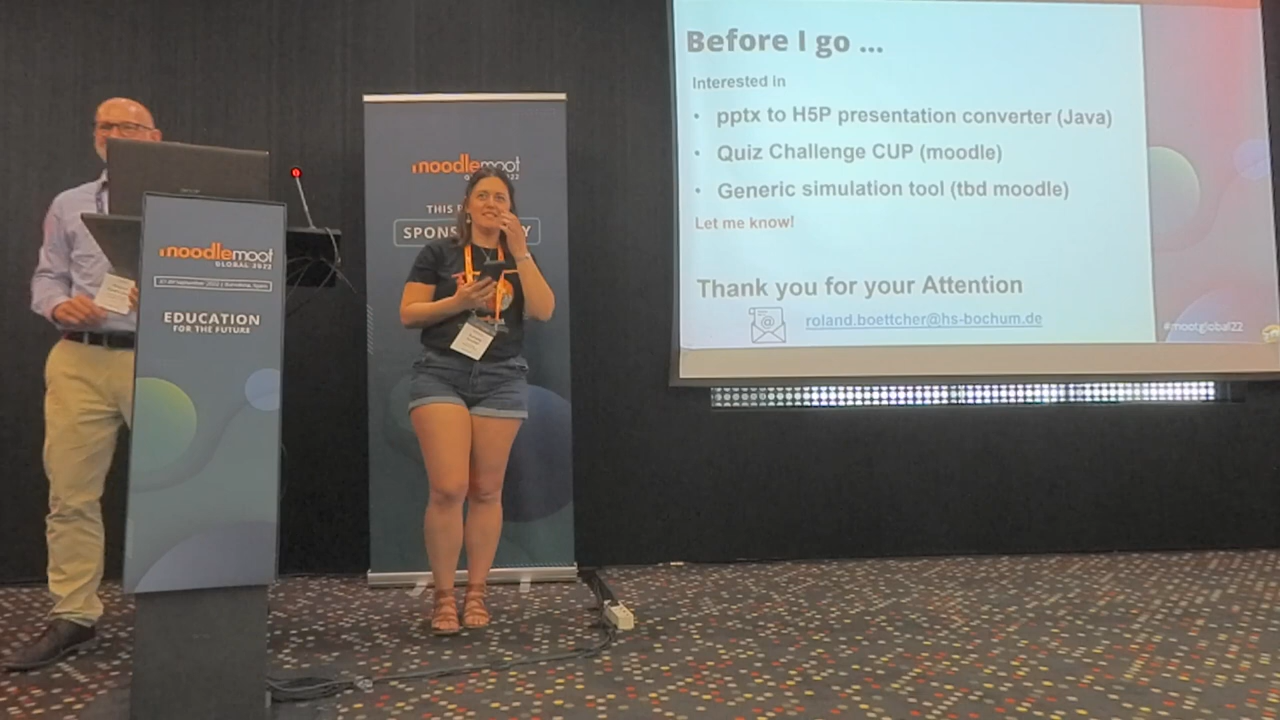 Before I go ...
Interested in
• pptx to H5P presentation converter (Java)
• Quiz Challenge CUP (moodle)
• Generic simulation tool (tbd moodle)
Let me know!
Thank you for your Attention
@
roland.boettcher@hs-bochum.de
#mootglobal22
moodlemoot
THIS
SPONS
Y
moodlemoot
GLOBAL 2022
EDUCATION
FOR THE FUTURE